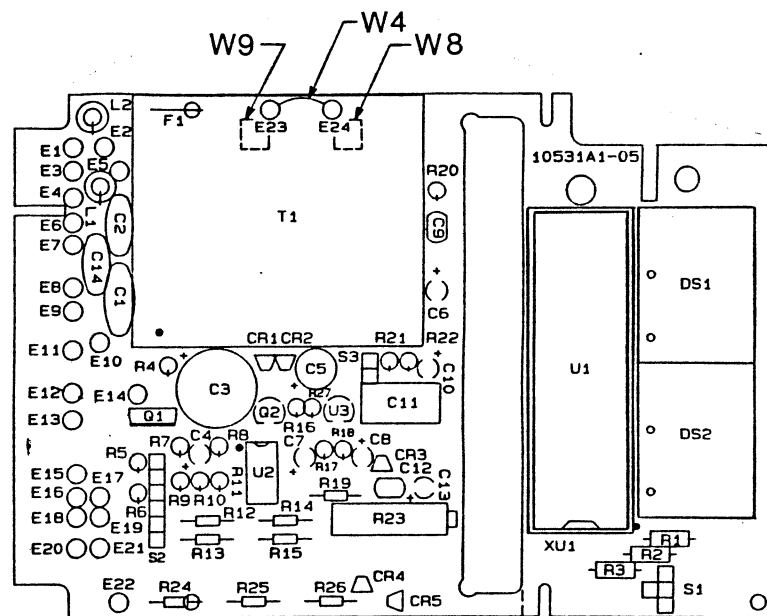 W4
W9
W8
L2
F1
E2
E23
E24
E1
E5
10531A1-05
E3
R20
E4
L1
C2
T1
C9
E6
E7
C14
DS1
E8
C1
C6
E9
E10
CR1 CR2
S3
R21
R22
E11
R4
C5
C10
U1
C3
E12
E14
R27
C11
E13
Q1
Q2
R16
U3
DS2
R7
C4
R8
C7
R18
C8
R5
R17
CR3
E15
E17
U2
C12
E16
R6
R9
R10
R11
R19
C13
E18
E19
R12
R14
R23
E20
E21
S2
R13
R15
XU1
R1
R2
R3
CR4
S1
E22
R24
R25
R26
CR5